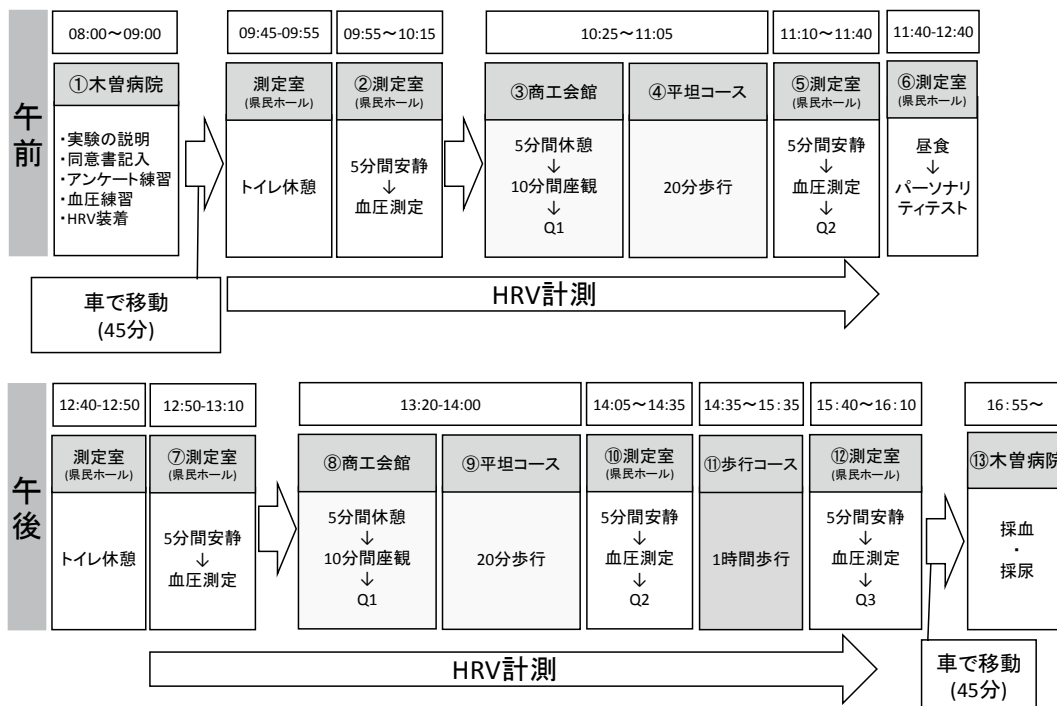 午前
08:00～09:00
①木曽病院
・実験の説明
・同意書記入
・アンケート練習
・血圧練習
・HRV装着
車で移動
(45分)
09:45-09:55
測定室
(県民ホール)
トイレ休憩
09:55～10:15
②測定室
(県民ホール)
5分間安静
↓
血圧測定
10:25～11:05
③商工会館
5分間休憩
↓
10分間座観
↓
Q1
④平坦コース
20分歩行
11:10～11:40
⑤測定室
(県民ホール)
5分間安静
↓
血圧測定
↓
Q2
11:40-12:40
⑥測定室
(県民ホール)
昼食
↓
パーソナリ
ティテスト
HRV計測
午後
12:40-12:50
測定室
(県民ホール)
トイレ休憩
12:50-13:10
⑦測定室
(県民ホール)
5分間安静
↓
血圧測定
13:20-14:00
⑧商工会館
5分間休憩
↓
10分間座観
↓
Q1
⑨平坦コース
20分歩行
14:05～14:35
⑩測定室
(県民ホール)
5分間安静
↓
血圧測定
↓
Q2
14:35～15:35
⑪歩行コース
1時間歩行
15:40～16:10
⑫測定室
(県民ホール)
5分間安静
↓
血圧測定
↓
Q3
車で移動
(45分)
16:55～
⑬木曽病院
採血
・
採尿
HRV計測